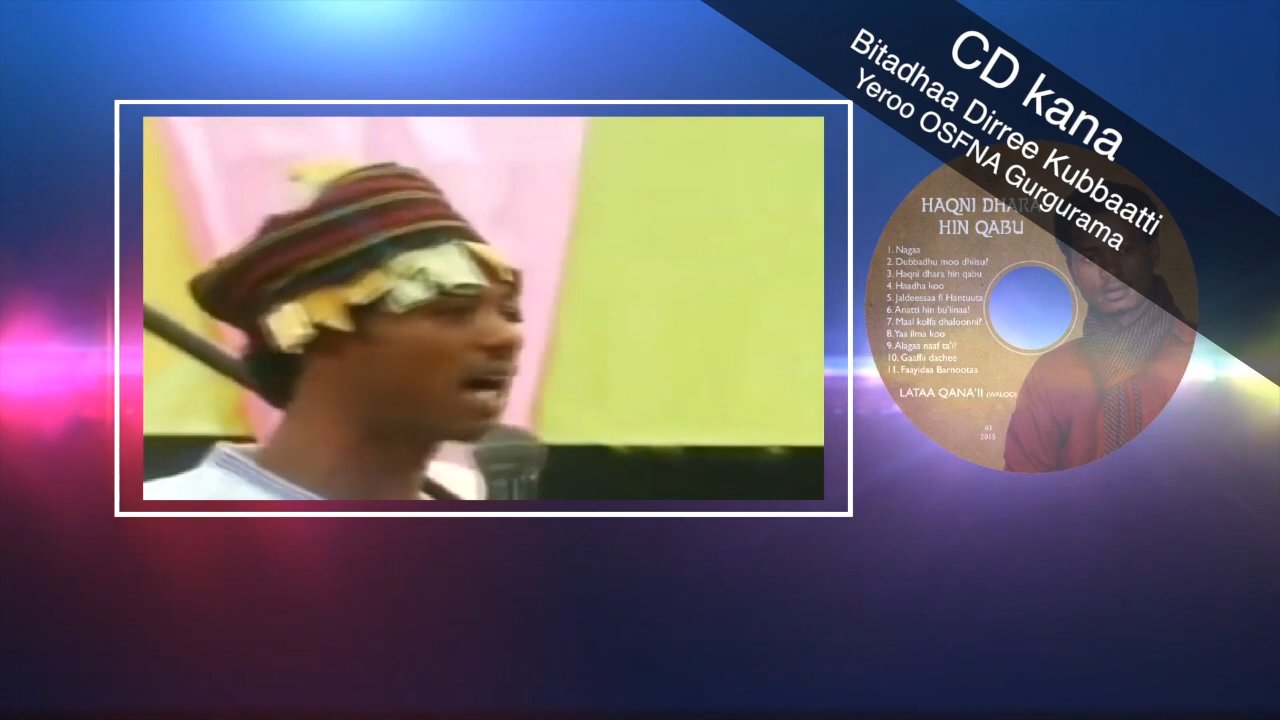 CD kana
Bitadhaa Dirree Kubbaatti
Yeroo OSFNA Gurgurama
HAQNI DHARA
HIN QABU
1. Nagaa
2. Dubbadhu moo dhiisu?
3. Haqni dhara hin qabu
4. Haadha koo
5. Jaldeessaa fi Hantuuta
6. Anatti hin bu'iinaa!
7. Maal kolfa dhaloonni?
8. Yaa ilma koo
9. Alagaa naaf ta'i!
10. Gaaffii dachee
11. Faayidaa Barnootaa
LATAA QANA'II (WALOO)
#1
2015